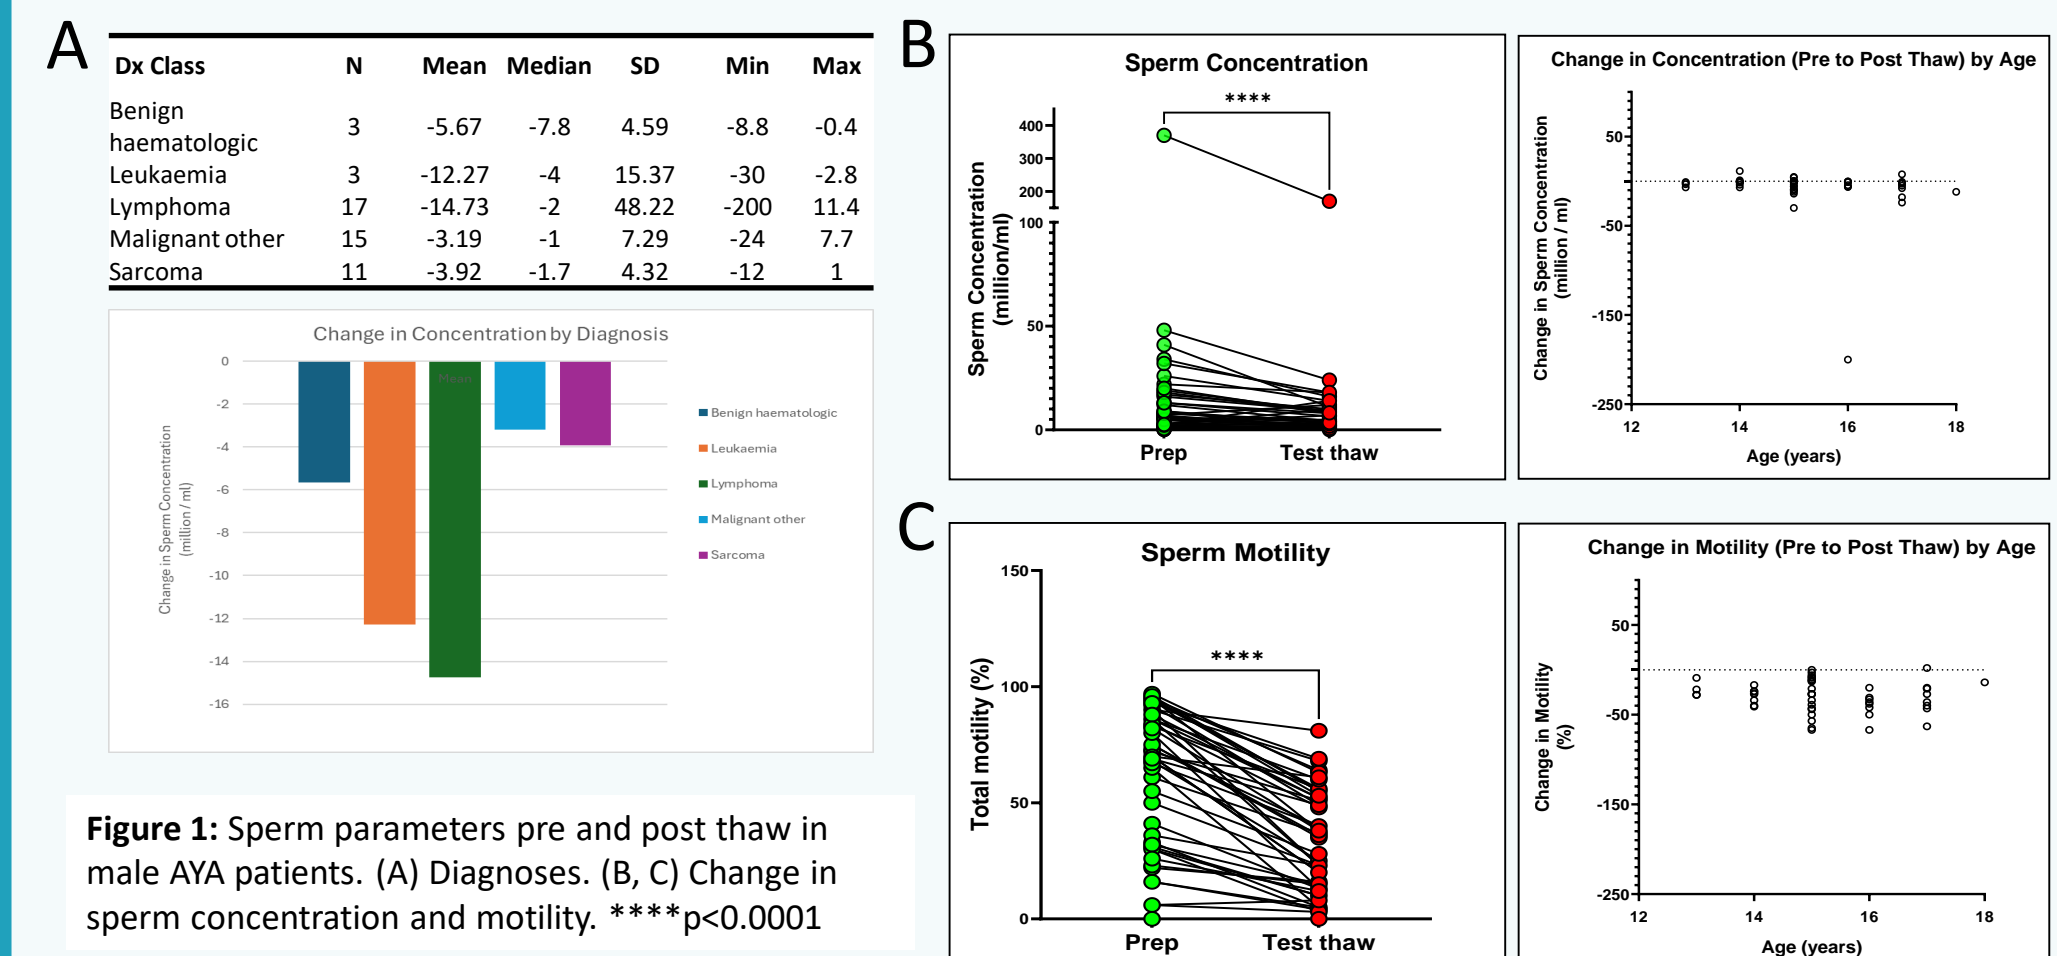 A
Dx Class N Mean Median SD Min Max
Benign
haematologic 3 -5.67 -7.8 4.59 -8.8 -0.4
Leukaemia 3 -12.27 -4 15.37 -30 -2.8
Lymphoma 17 -14.73 -2 48.22 -200 11.4
Malignant other 15 -3.19 -1 7.29 -24 7.7
Sarcoma 11 -3.92 -1.7 4.32 -12 1
Change in Concentration by Diagnosis
0
-2
-4
-6
-8
-10
-12
-14
-16
Change in Sperm Concentration
(million / ml)
Mean
Benign haematologic
Leukaemia
Lymphoma
Malignant other
Sarcoma
Figure 1: Sperm parameters pre and post thaw in
male AYA patients. (A) Diagnoses. (B, C) Change in
sperm concentration and motility. ****p<0.0001
B
Sperm Concentration
****
400
300
200
100
50
0
Sperm Concentration
(million/ml)
Prep Test thaw
Change in Concentration (Pre to Post Thaw) by Age
50
-50
-150
-250
Change in Sperm Concentration
(million / ml)
12 14 16 18
Age (years)
C
Sperm Motility
****
150
100
50
0
Total motility (%)
Prep Test thaw
Change in Motility (Pre to Post Thaw) by Age
50
-50
-150
-250
Change in Motility
(%)
12 14 16 18
Age (years)